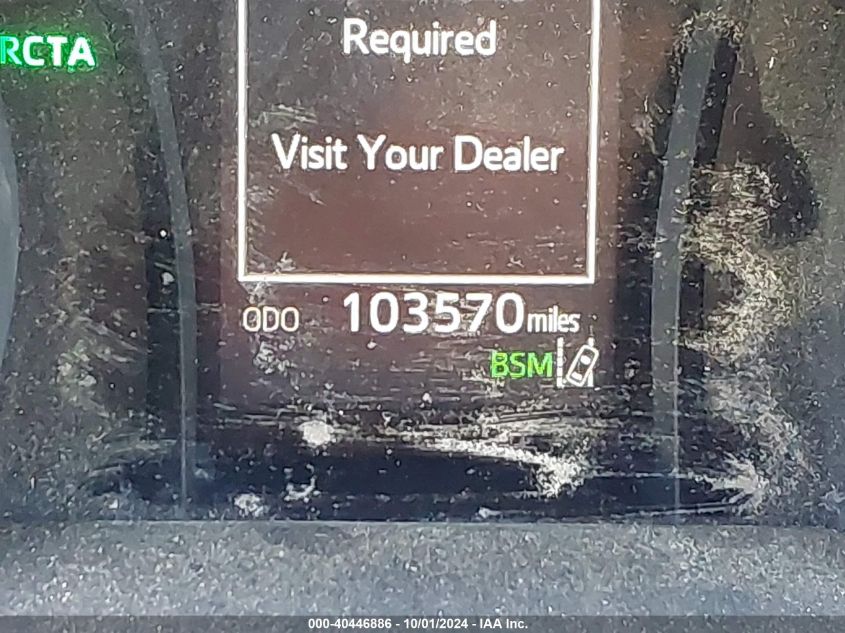 RCTA
Required
Visit Your Dealer
ODO 103570 miles
BSM
000-40446886 - 10/01/2024 - IAA Inc.